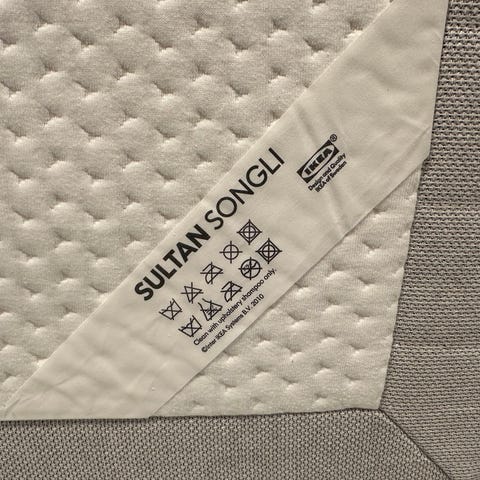 SULTAN SONGLI
IKEA®
Design and Quality
IKEA of Sweden
Clean with upholstery shampoo only.
©Inter IKEA Systems B.V. 2010